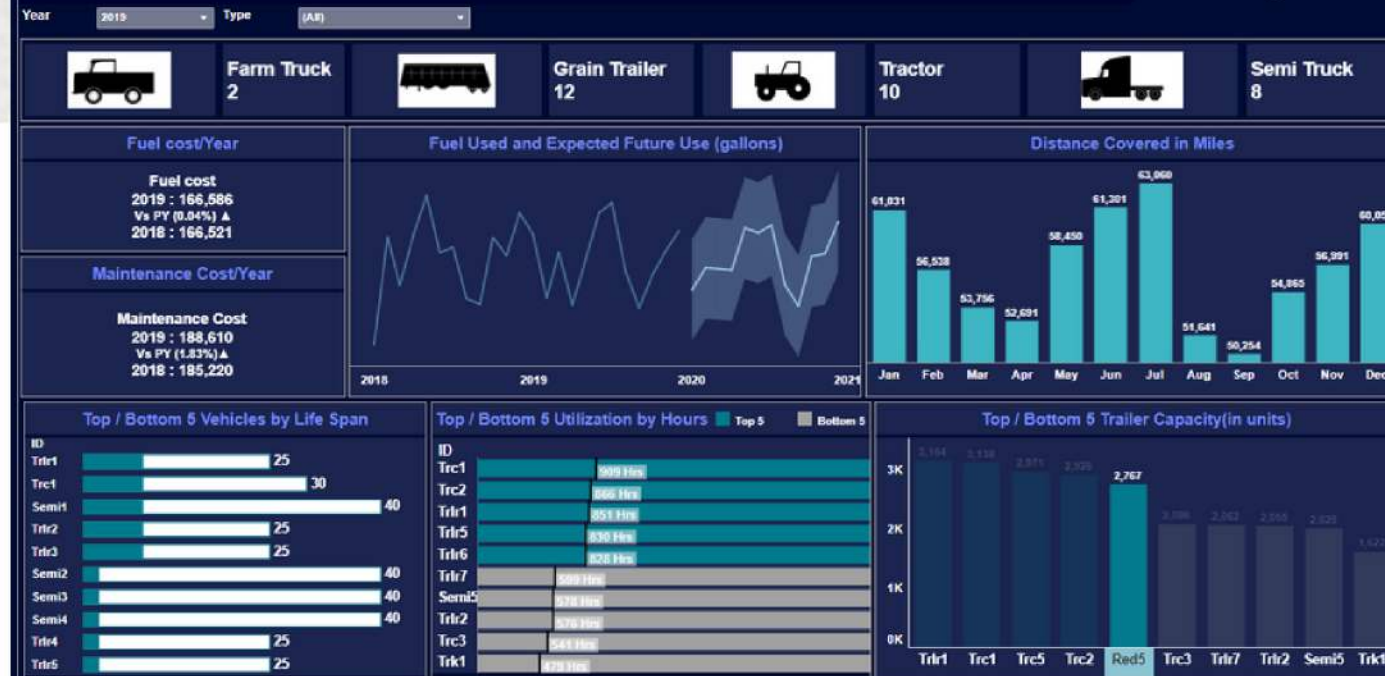 Year 2019 Type (All)
Farm Truck
2
Grain Trailer
12
Tractor
10
Semi Truck
8
Fuel cost/Year
Fuel cost
2019 : 166,586
Vs PY (0.04%) ▲
2018 : 166,521
Maintenance Cost/Year
Maintenance Cost
2019 : 188,610
Vs PY (1.83%)▲
2018 : 185,220
Fuel Used and Expected Future Use (gallons)
2018 2019 2020 2021
Distance Covered in Miles
61,031 56,538 53,756 52,691 58,450 61,301 63,060 51,641 50,254 54,865 56,991
Jan Feb Mar Apr May Jun Jul Aug Sep Oct Nov Dec
Top / Bottom 5 Vehicles by Life Span
ID
Trlr1 25
Trc1 30
Semi1 40
Trlr2 25
Trlr3 25
Semi2 40
Semi3 40
Semi4 40
Trlr4 25
Trlr5 25
Top / Bottom 5 Utilization by Hours Top 5 Bottom 5
ID
Trc1 909 Hrs
Trc2 866 Hrs
Trlr1 851 Hrs
Trlr5 830 Hrs
Trlr6 828 Hrs
Trlr7 599 Hrs
Semi5 578 Hrs
Trlr2 576 Hrs
Trc3 541 Hrs
Trk1 479 Hrs
Top / Bottom 5 Trailer Capacity(in units)
3K
2K
1K
0K
2,767
Trlr1 Trc1 Trc5 Trc2 Red5 Trc3 Trlr7 Trlr2 Semi5 Trk1